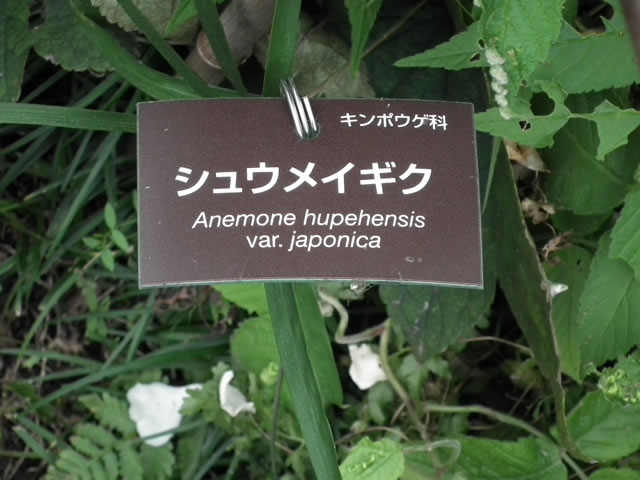 キンポウゲ科
シュウメイギク
Anemone hupehensis
var. japonica